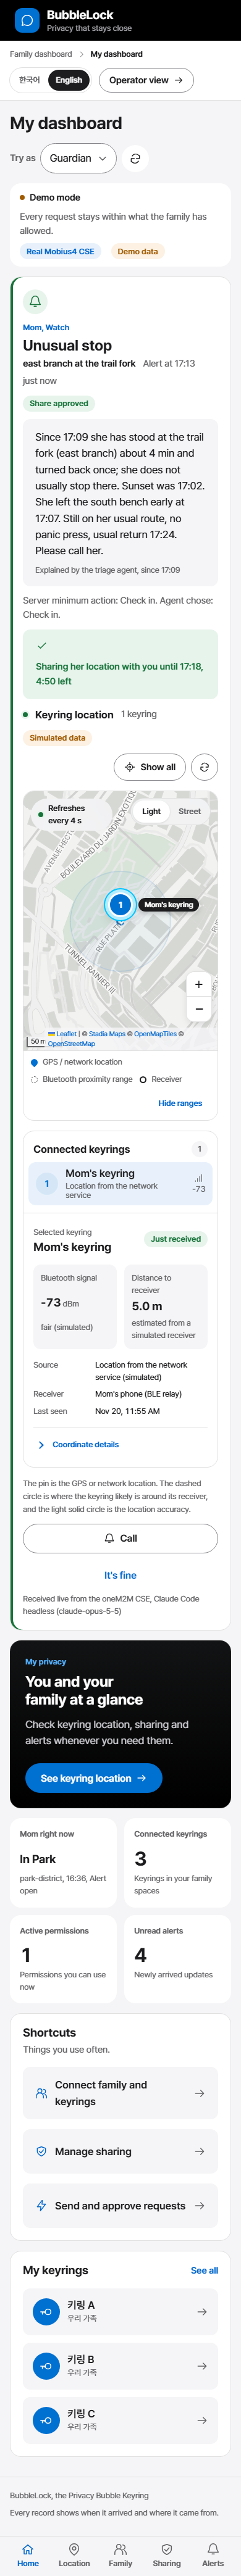 BubbleLock
Privacy that stays close
Family dashboard > My dashboard
한국어 English Operator view →
My dashboard
Try as Guardian
Demo mode
Every request stays within what the family has
allowed.
Real Mobius4 CSE Demo data
Mom, Watch
Unusual stop
east branch at the trail fork Alert at 17:13
just now
Share approved
Since 17:09 she has stood at the trail
fork (east branch) about 4 min and
turned back once; she does not
usually stop there. Sunset was 17:02.
She left the south bench early at
17:07. Still on her usual route, no
panic press, usual return 17:24.
Please call her.
Explained by the triage agent, since 17:09
Server minimum action: Check in. Agent chose:
Check in.
Sharing her location with you until 17:18,
4:50 left
Keyring location 1 keyring
Simulated data
Show all
Refreshes
every 4 s
Light Street
BOULEVARD DU JARDIN EXOTIQUE
AVENUE HECT
RUE PLATI
TUNNEL RAINIER III
1
Mom's keyring
+
−
50 m
Leaflet | © Stadia Maps © OpenMapTiles ©
OpenStreetMap
GPS / network location
Bluetooth proximity range Receiver
Hide ranges
Connected keyrings 1
1
Mom's keyring
Location from the network
service
-73
Selected keyring
Mom's keyring
Just received
Bluetooth signal
-73 dBm
fair (simulated)
Distance to
receiver
5.0 m
estimated from a
simulated receiver
Source Location from the network
service (simulated)
Receiver Mom's phone (BLE relay)
Last seen Nov 20, 11:55 AM
Coordinate details
The pin is the GPS or network location. The dashed
circle is where the keyring likely is around its receiver,
and the light solid circle is the location accuracy.
Call
It's fine
Received live from the oneM2M CSE, Claude Code
headless (claude-opus-5-5)
My privacy
You and your
family at a glance
Check keyring location, sharing and
alerts whenever you need them.
See keyring location →
Mom right now
In Park
park-district, 16:36, Alert
open
Connected keyrings
3
Keyrings in your family
spaces
Active permissions
1
Permissions you can use
now
Unread alerts
4
Newly arrived updates
Shortcuts
Things you use often.
Connect family and
keyrings
Manage sharing
Send and approve requests
My keyrings See all
키링 A
우리 가족
키링 B
우리 가족
키링 C
우리 가족
BubbleLock, the Privacy Bubble Keyring
Every record shows when it arrived and where it came from.
Home Location Family Sharing Alerts